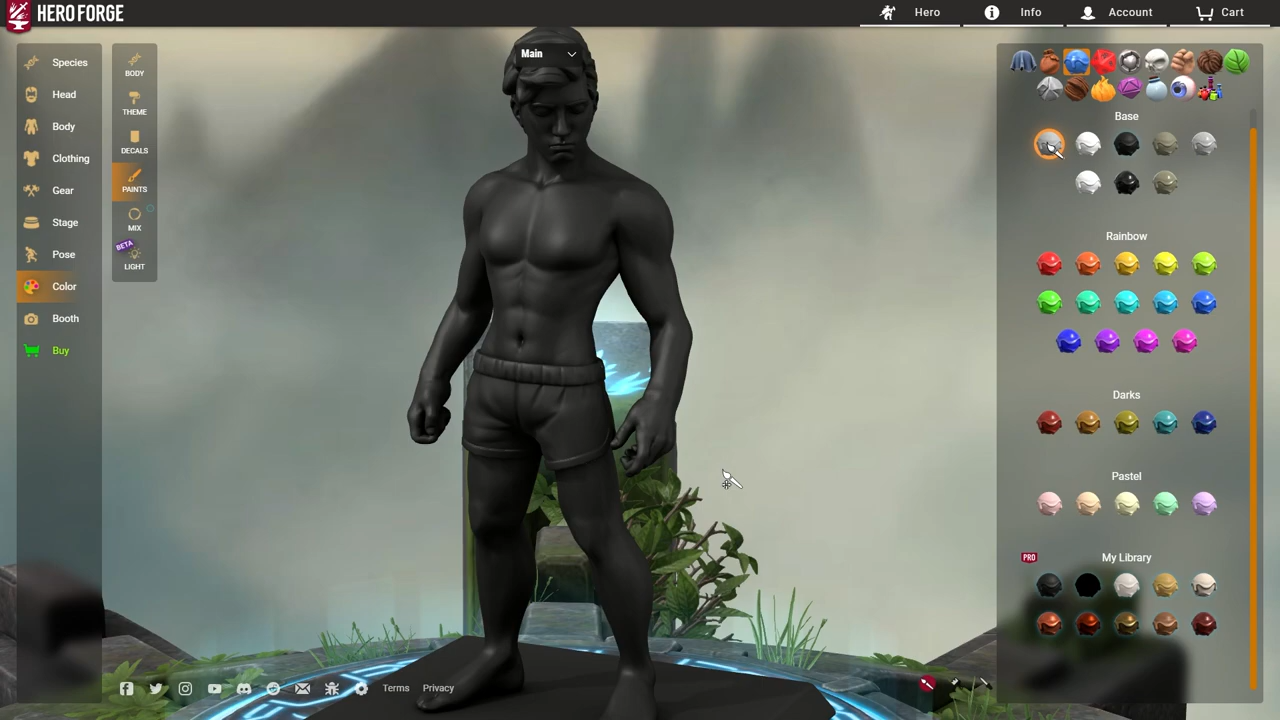 HERO FORGE
Hero
Info
Account
Cart
Main
Species
Head
Body
Clothing
Gear
Stage
Pose
Color
Booth
Buy
BODY
THEME
DECALS
PAINTS
MIX
BETA
LIGHT
Base
Rainbow
Darks
Pastel
PRO
My Library
Terms
Privacy